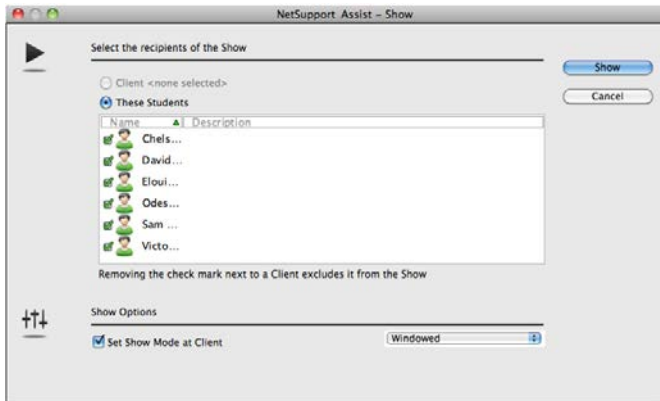 NetSupport Assist – Show
Select the recipients of the Show
Show
Client <none selected>
Cancel
These Students
Name Description
Chels...
David...
Eloui...
Odes...
Sam ...
Victo...
Removing the check mark next to a Client excludes it from the Show
Show Options
Set Show Mode at Client Windowed